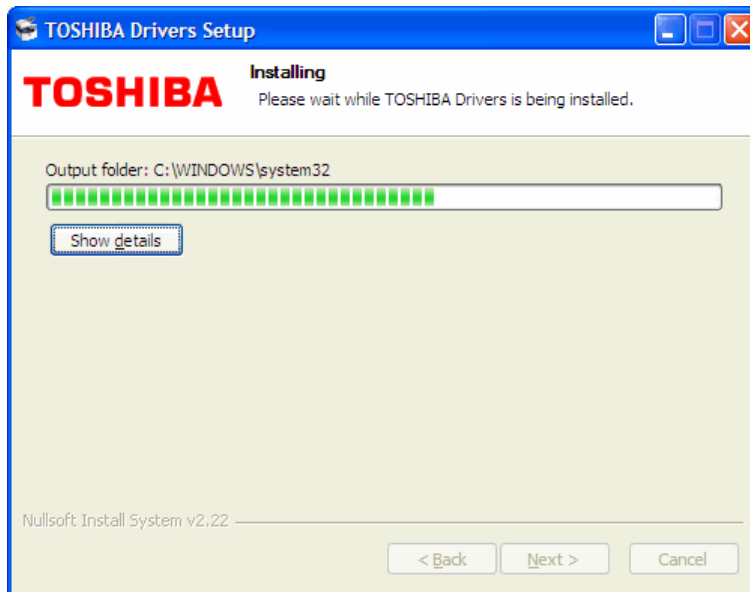 TOSHIBA Drivers Setup
TOSHIBA
Installing
Please wait while TOSHIBA Drivers is being installed.
Output folder: C:\WINDOWS\system32
Show details
Nullsoft Install System v2.22
< Back
Next >
Cancel